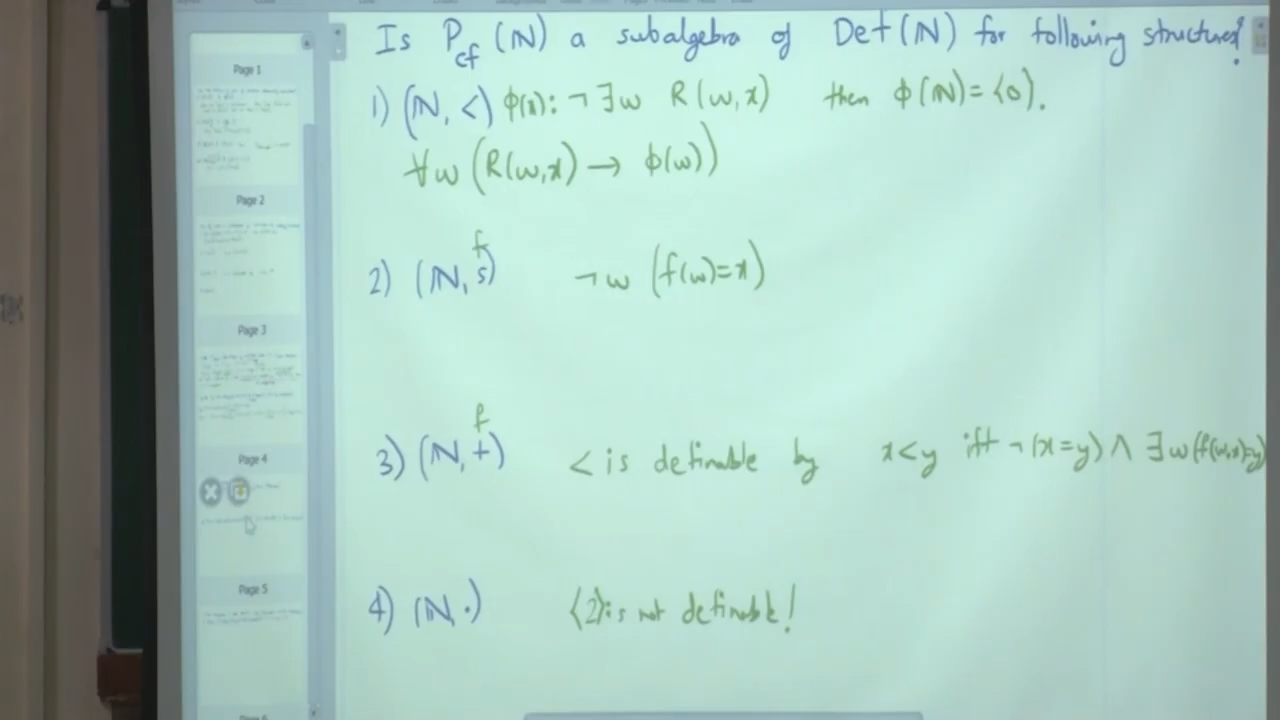 Is P_cf (ℕ) a subalgebra of Def(ℕ) for following structures?
1) (ℕ, <) φ(x): ¬ ∃w R(w,x) then φ(ℕ) = {0}.
∀w (R(w,x) → φ(w))
2) (ℕ, s) f ¬ w (f(w)=x)
3) (ℕ, +) f < is definable by x<y iff ¬(x=y) ∧ ∃w(f(w,x)=y)
4) (ℕ, ·) {2} is not definable!
Page 1
Page 2
Page 3
Page 4
Page 5